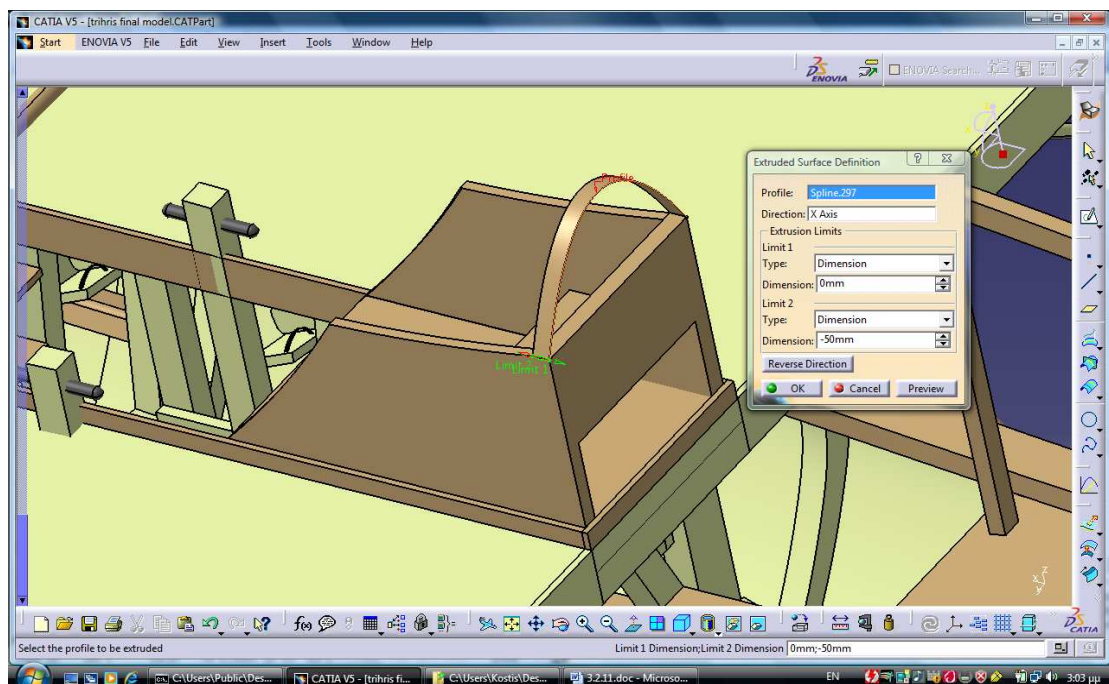 CATIA V5 - [trihris final model.CATPart]
Start ENOVIA V5 File Edit View Insert Tools Window Help
ENOVIA
ENOVIA Search...
Extruded Surface Definition
Profile: Spline.297
Direction: X Axis
Extrusion Limits
Limit 1
Type: Dimension
Dimension: 0mm
Limit 2
Type: Dimension
Dimension: -50mm
Reverse Direction
OK Cancel Preview
Profile
Limit 2
Limit 1
f(x)
CATIA
Select the profile to be extruded
Limit 1 Dimension;Limit 2 Dimension 0mm;-50mm
C:\Users\Public\Des...
CATIA V5 - [trihris fi...
C:\Users\Kostis\Des...
3.2.11.doc - Microso...
EN
3:03 μμ